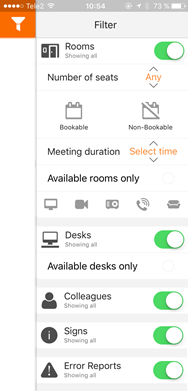 Tele2
10:54
Filter
Rooms
Showing all
Number of seats
Any
Bookable
Non-Bookable
Meeting duration
Select time
Available rooms only
Desks
Showing all
Available desks only
Colleagues
Showing all
Signs
Showing all
Error Reports
Showing all